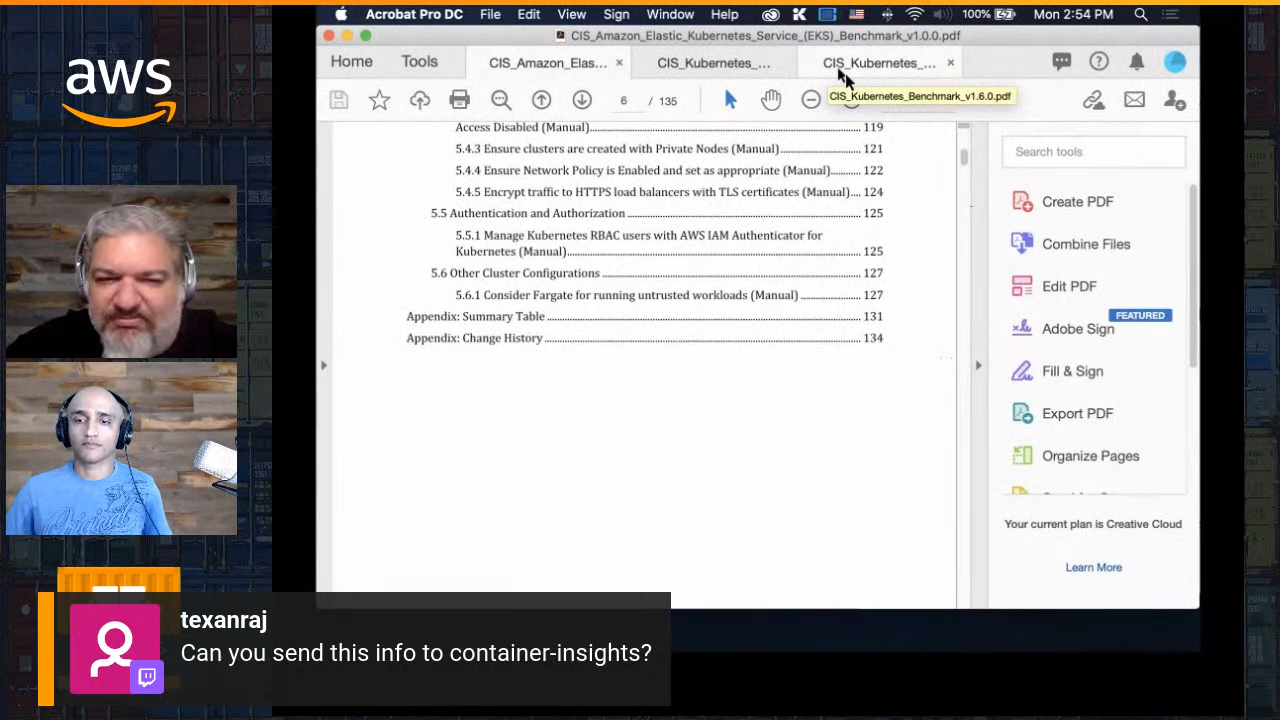 Acrobat Pro DC File Edit View Sign Window Help 100% Mon 2:54 PM
CIS_Amazon_Elastic_Kubernetes_Service_(EKS)_Benchmark_v1.0.0.pdf
Home Tools CIS_Amazon_Elas... × CIS_Kubernetes_... CIS_Kubernetes_... ×
CIS_Kubernetes_Benchmark_v1.6.0.pdf
6 / 135
aws
Access Disabled (Manual) 119
5.4.3 Ensure clusters are created with Private Nodes (Manual) 121
5.4.4 Ensure Network Policy is Enabled and set as appropriate (Manual) 122
5.4.5 Encrypt traffic to HTTPS load balancers with TLS certificates (Manual) 124
5.5 Authentication and Authorization 125
5.5.1 Manage Kubernetes RBAC users with AWS IAM Authenticator for
Kubernetes (Manual) 125
5.6 Other Cluster Configurations 127
5.6.1 Consider Fargate for running untrusted workloads (Manual) 127
Appendix: Summary Table 131
Appendix: Change History 134
Search tools
Create PDF
Combine Files
Edit PDF
FEATURED
Adobe Sign
Fill & Sign
Export PDF
Organize Pages
Your current plan is Creative Cloud
Learn More
texanraj
Can you send this info to container-insights?